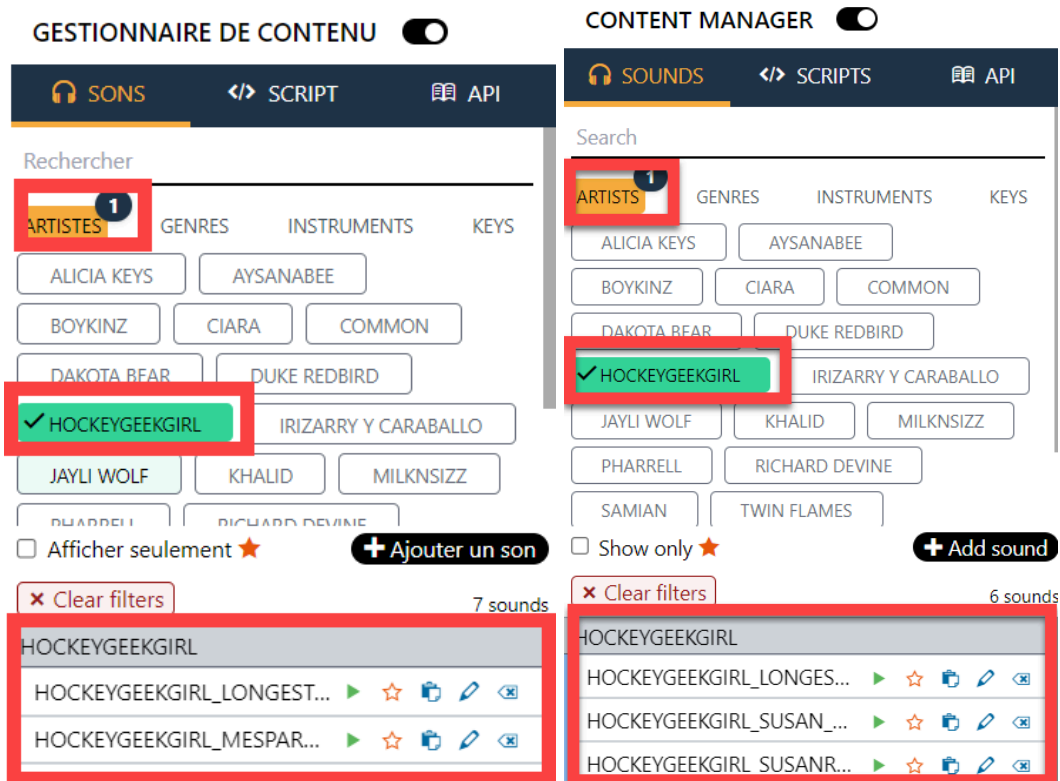 GESTIONNAIRE DE CONTENU
SONS </> SCRIPT API
Rechercher
1
ARTISTES GENRES INSTRUMENTS KEYS
ALICIA KEYS AYSANABEE
BOYKINZ CIARA COMMON
DAKOTA BEAR DUKE REDBIRD
HOCKEYGEEKGIRL IRIZARRY Y CARABALLO
JAYLI WOLF KHALID MILKNSIZZ
PHARRELL RICHARD DEVINE
Afficher seulement + Ajouter un son
× Clear filters 7 sounds
HOCKEYGEEKGIRL
HOCKEYGEEKGIRL_LONGEST...
HOCKEYGEEKGIRL_MESPAR...
CONTENT MANAGER
SOUNDS </> SCRIPTS API
Search
1
ARTISTS GENRES INSTRUMENTS KEYS
ALICIA KEYS AYSANABEE
BOYKINZ CIARA COMMON
DAKOTA BEAR DUKE REDBIRD
HOCKEYGEEKGIRL IRIZARRY Y CARABALLO
JAYLI WOLF KHALID MILKNSIZZ
PHARRELL RICHARD DEVINE
SAMIAN TWIN FLAMES
Show only + Add sound
× Clear filters 6 sounds
HOCKEYGEEKGIRL
HOCKEYGEEKGIRL_LONGES...
HOCKEYGEEKGIRL_SUSAN_...
HOCKEYGEEKGIRL_SUSANR...